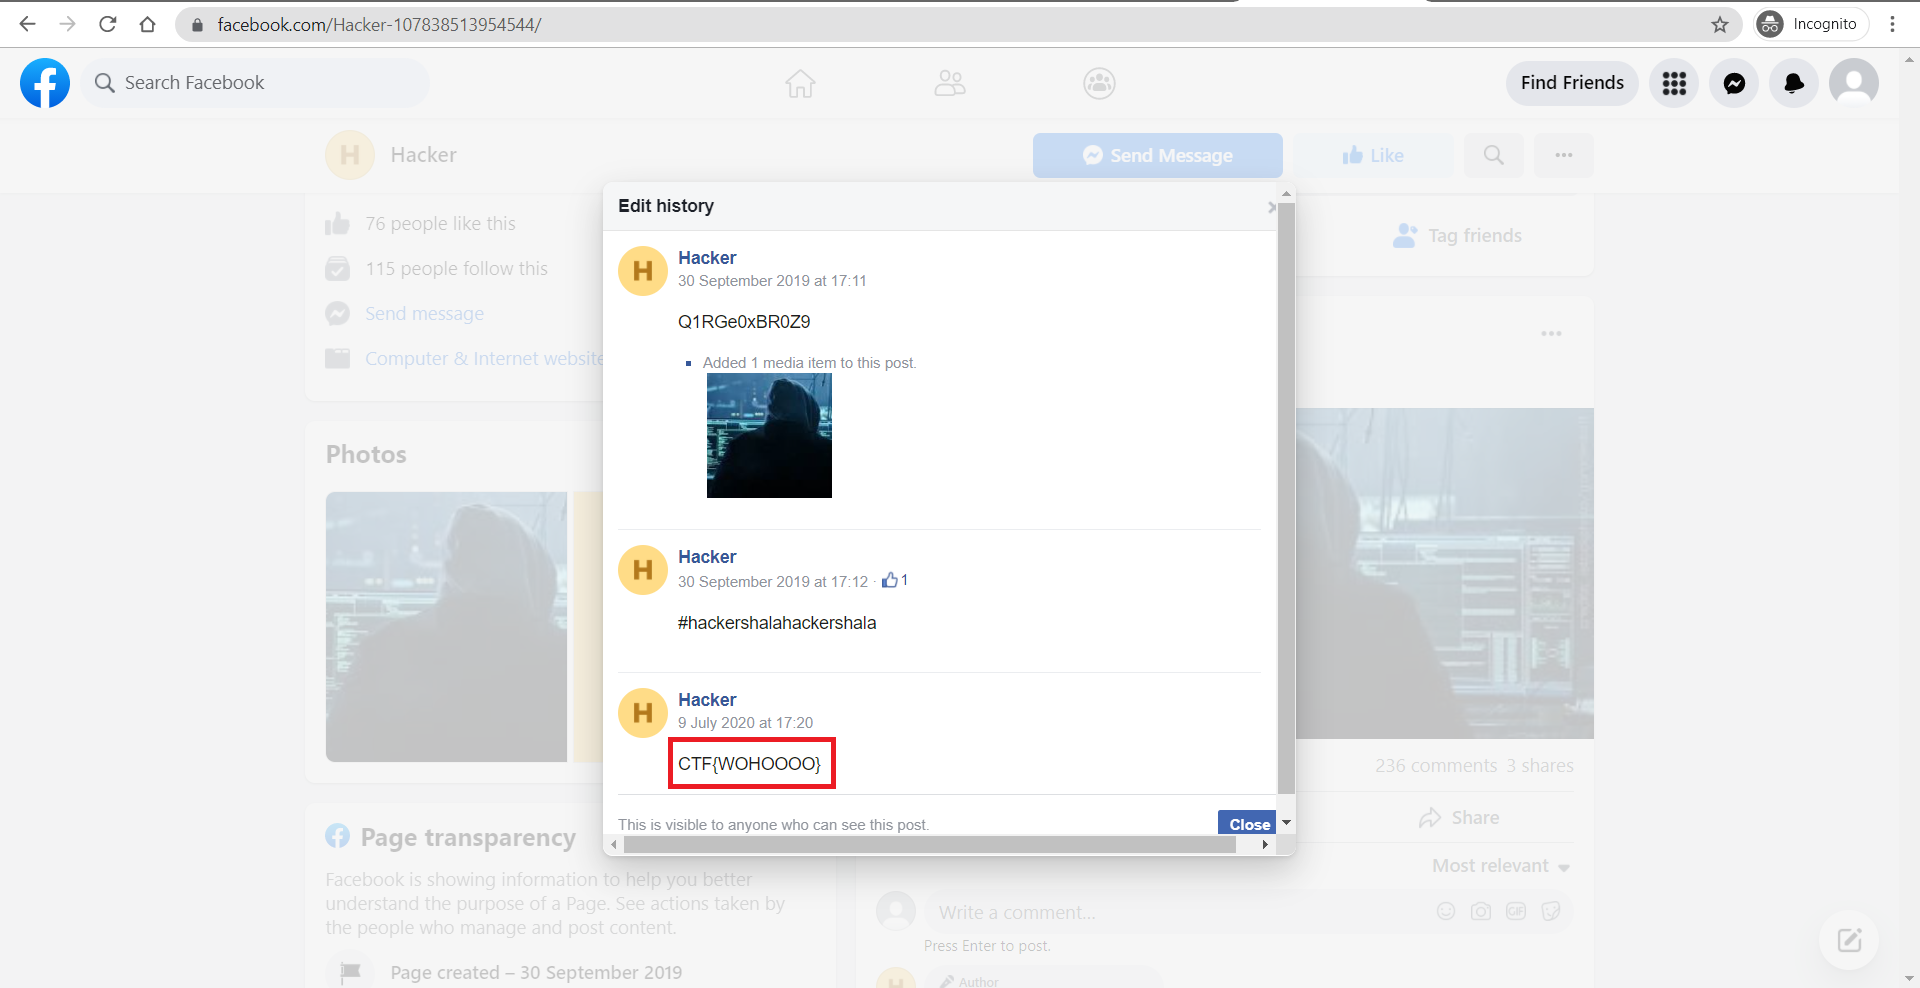 facebook.com/Hacker-107838513954544/
Incognito
Search Facebook
Find Friends
H
Hacker
Send Message
Like
76 people like this
115 people follow this
Send message
Computer & Internet website
Tag friends
Photos
Edit history
H
Hacker
30 September 2019 at 17:11
Q1RGe0xBR0Z9
Added 1 media item to this post.
H
Hacker
30 September 2019 at 17:12 · 1
#hackershalahackershala
H
Hacker
9 July 2020 at 17:20
CTF{WOHOOOO}
This is visible to anyone who can see this post.
Close
236 comments 3 shares
Share
Most relevant
Write a comment...
GIF
Press Enter to post.
H
Author
Page transparency
Facebook is showing information to help you better
understand the purpose of a Page. See actions taken by
the people who manage and post content.
Page created – 30 September 2019